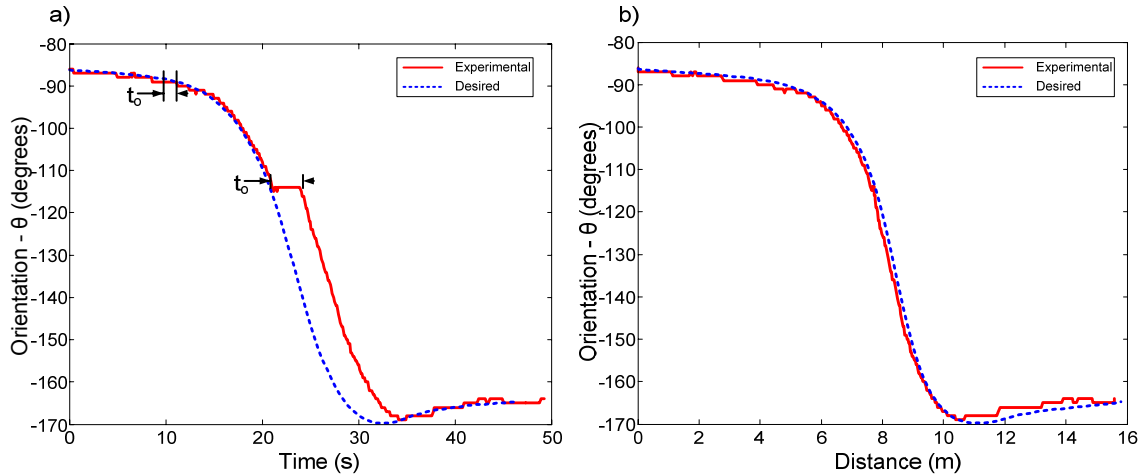 a)
-80
-90
-100
-110
-120
-130
-140
-150
-160
-170
Orientation - θ (degrees)
0
10
20
30
40
50
Time (s)
Experimental
Desired
to
to
b)
-80
-90
-100
-110
-120
-130
-140
-150
-160
-170
Orientation - θ (degrees)
0
2
4
6
8
10
12
14
16
Distance (m)
Experimental
Desired